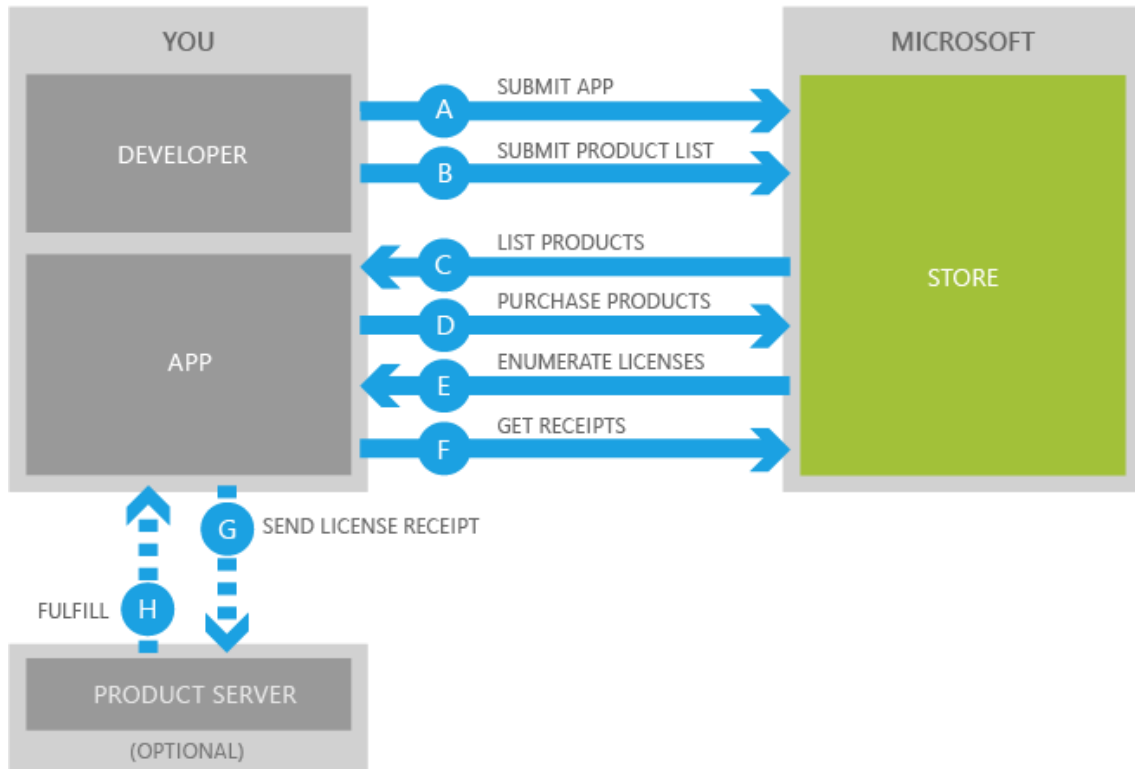 YOU
MICROSOFT
DEVELOPER
A
SUBMIT APP
B
SUBMIT PRODUCT LIST
APP
C
LIST PRODUCTS
D
PURCHASE PRODUCTS
E
ENUMERATE LICENSES
F
GET RECEIPTS
STORE
G
SEND LICENSE RECEIPT
FULFILL
H
PRODUCT SERVER
(OPTIONAL)